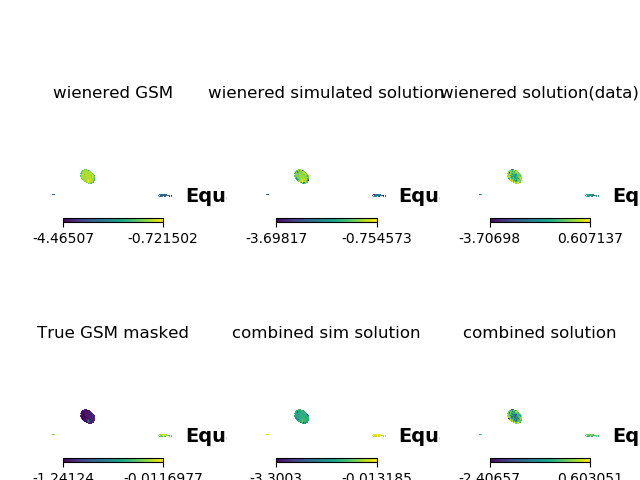 wienered GSM
wienered simulated solution
wienered solution(data)
Equ
Equ
Eq
-4.46507 -0.721502
-3.69817 -0.754573
-3.70698 0.607137
True GSM masked
combined sim solution
combined solution
Equ
Equ
Eq
-1.24124 -0.0116977
-3.3003 -0.013185
-2.40657 0.603051